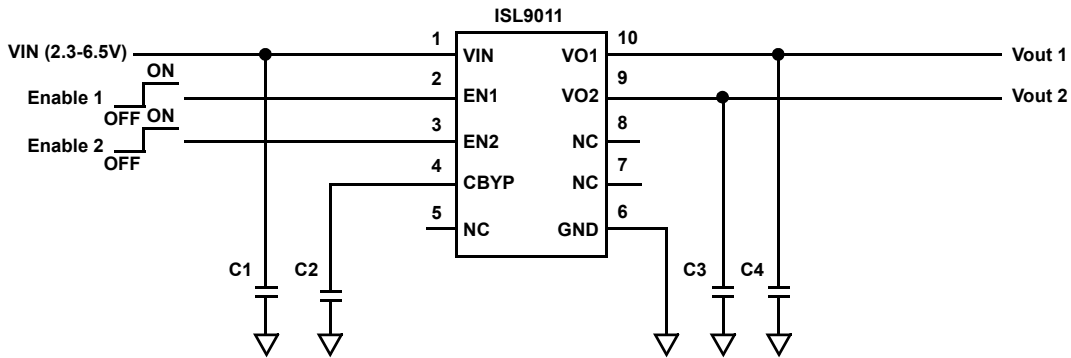 ISL9011
VIN (2.3-6.5V)
1
VIN
VO1
10
Vout 1
ON
Enable 1
OFF
2
EN1
VO2
9
Vout 2
ON
Enable 2
OFF
3
EN2
NC
8
4
CBYP
NC
7
5
NC
GND
6
C1
C2
C3
C4